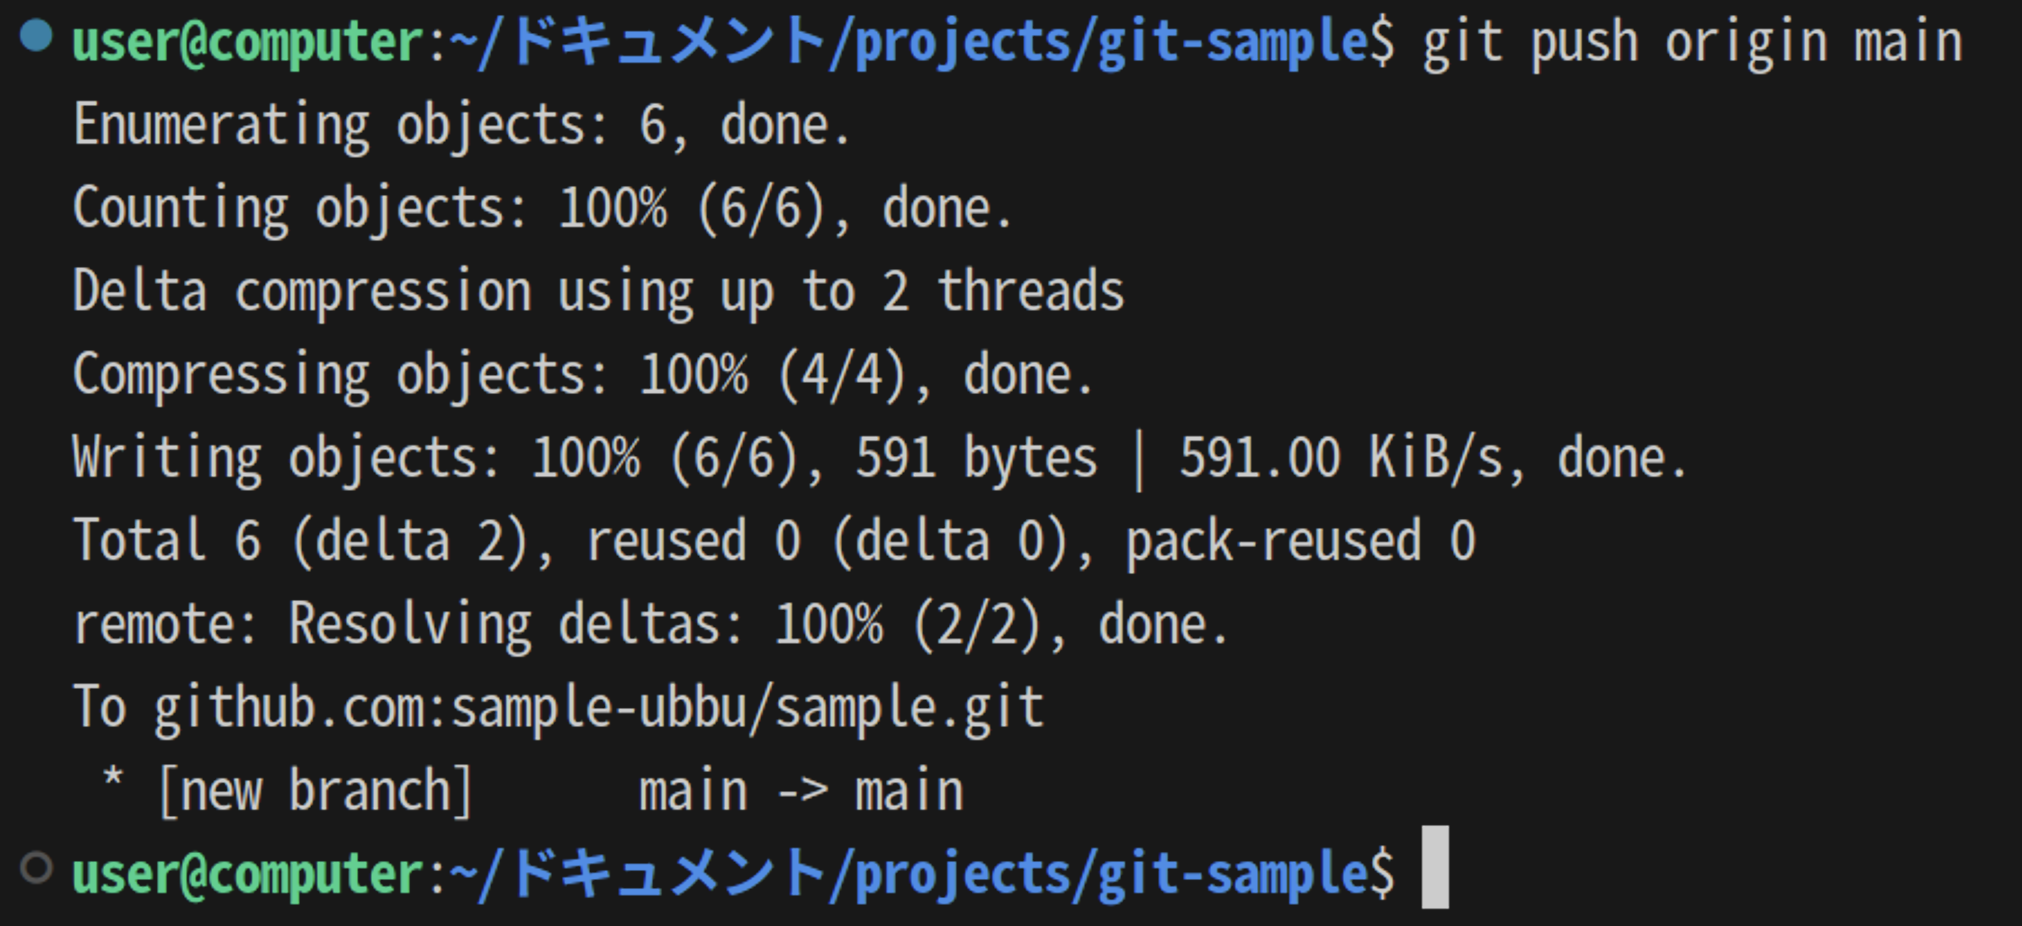 user@computer:~/ドキュメント/projects/git-sample$ git push origin main
Enumerating objects: 6, done.
Counting objects: 100% (6/6), done.
Delta compression using up to 2 threads
Compressing objects: 100% (4/4), done.
Writing objects: 100% (6/6), 591 bytes | 591.00 KiB/s, done.
Total 6 (delta 2), reused 0 (delta 0), pack-reused 0
remote: Resolving deltas: 100% (2/2), done.
To github.com:sample-ubbu/sample.git
 * [new branch]      main -> main
user@computer:~/ドキュメント/projects/git-sample$